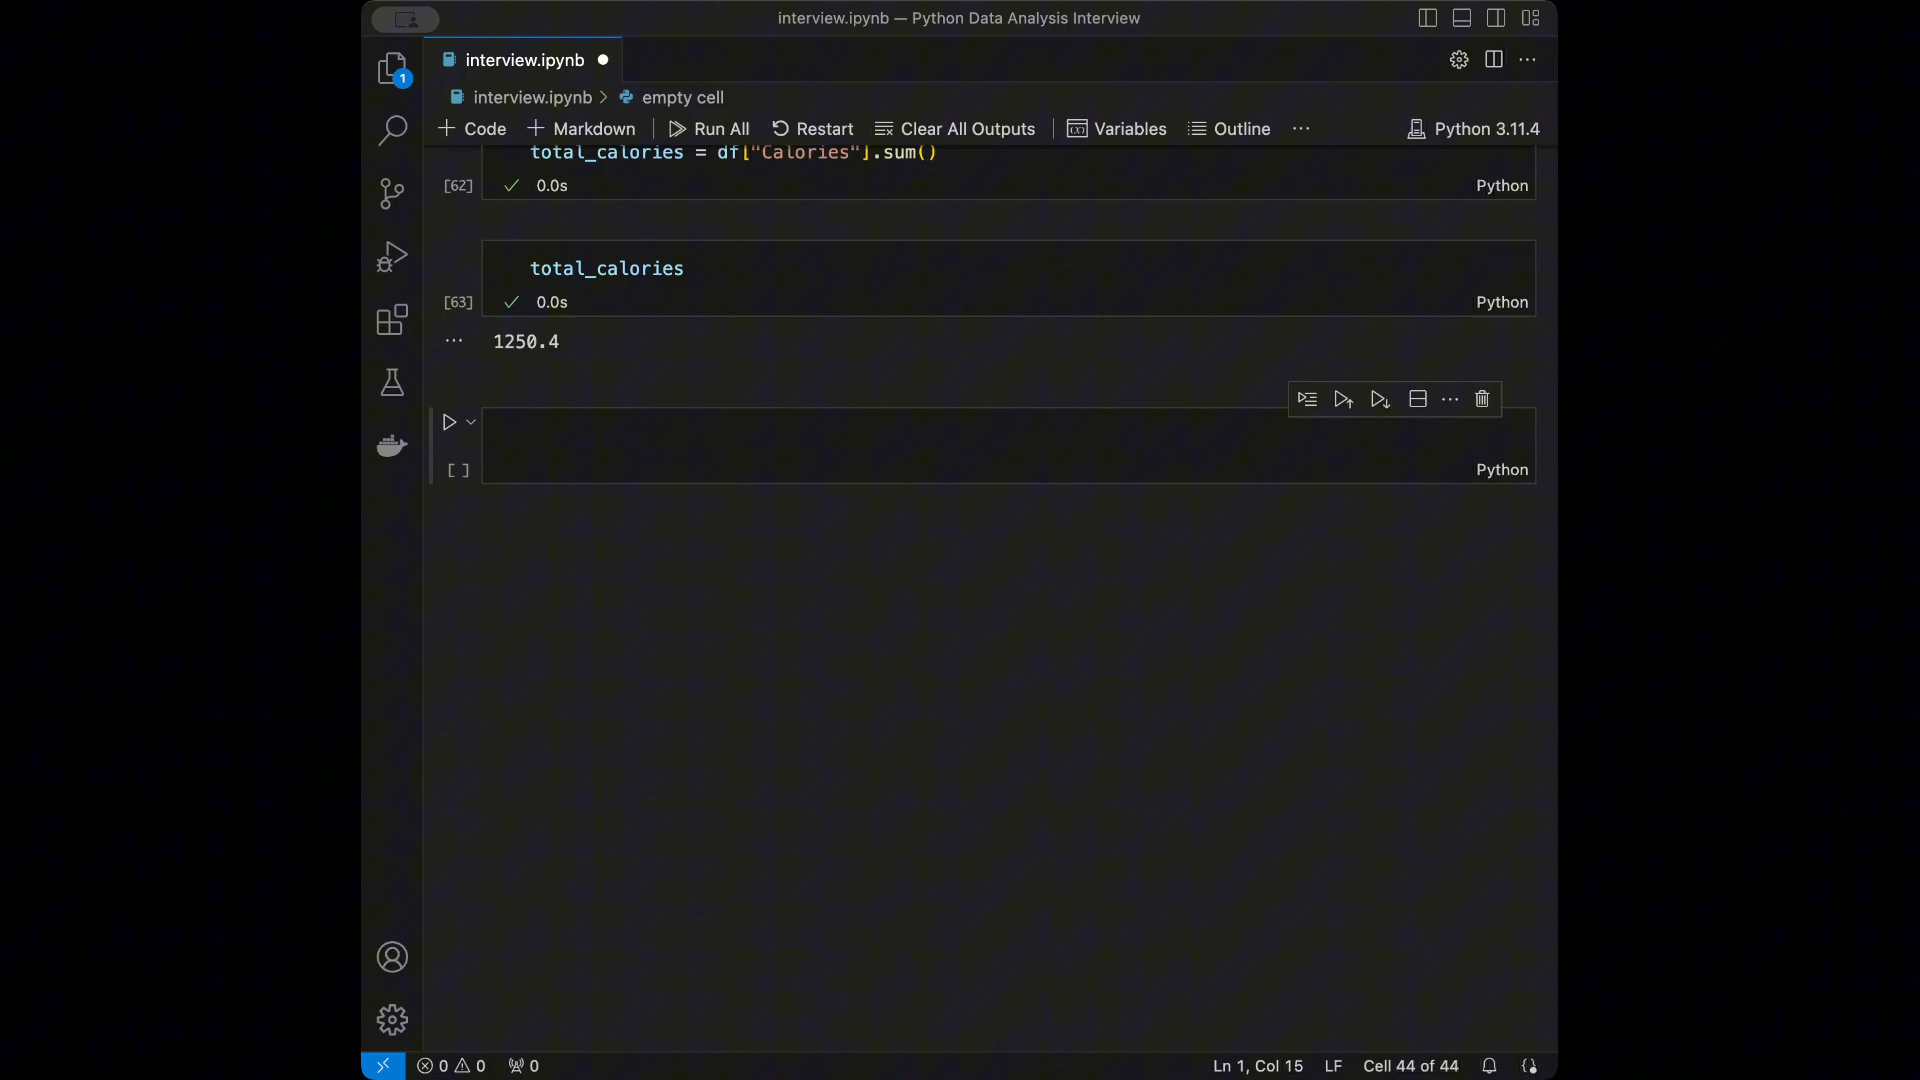 interview.ipynb — Python Data Analysis Interview
interview.ipynb
1
interview.ipynb > empty cell
Code Markdown Run All Restart Clear All Outputs Variables Outline ... Python 3.11.4
total_calories = df["Calories"].sum()
[62] 0.0s Python
total_calories
[63] 0.0s Python
... 1250.4
[ ] Python
0 0 0 Ln 1, Col 15 LF Cell 44 of 44